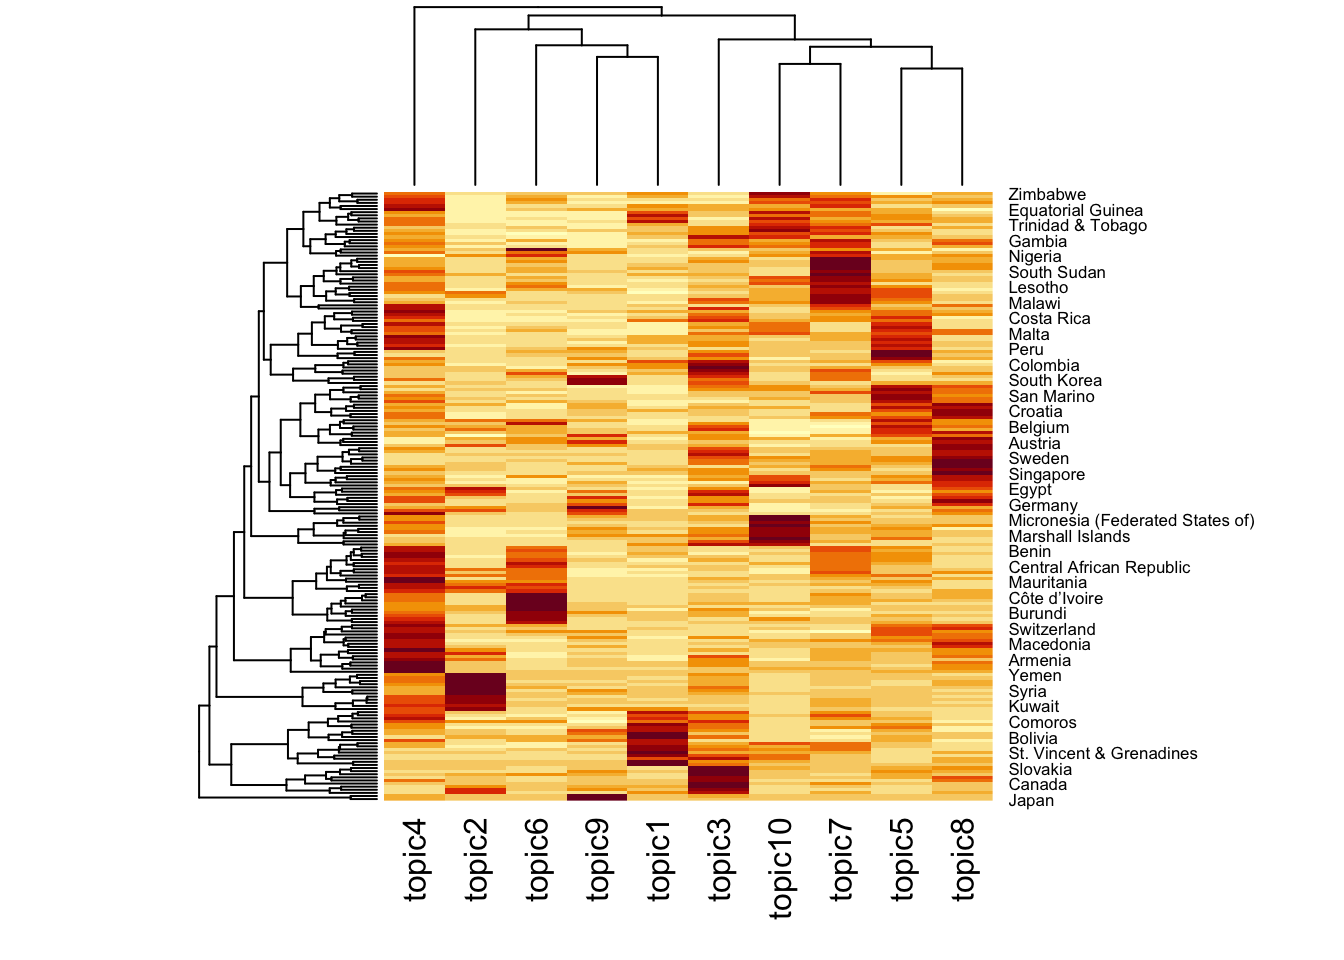 Zimbabwe
Equatorial Guinea
Trinidad & Tobago
Gambia
Nigeria
South Sudan
Lesotho
Malawi
Costa Rica
Malta
Peru
Colombia
South Korea
San Marino
Croatia
Belgium
Austria
Sweden
Singapore
Egypt
Germany
Micronesia (Federated States of)
Marshall Islands
Benin
Central African Republic
Mauritania
Côte d’Ivoire
Burundi
Switzerland
Macedonia
Armenia
Yemen
Syria
Kuwait
Comoros
Bolivia
St. Vincent & Grenadines
Slovakia
Canada
Japan
topic4
topic2
topic6
topic9
topic1
topic3
topic10
topic7
topic5
topic8